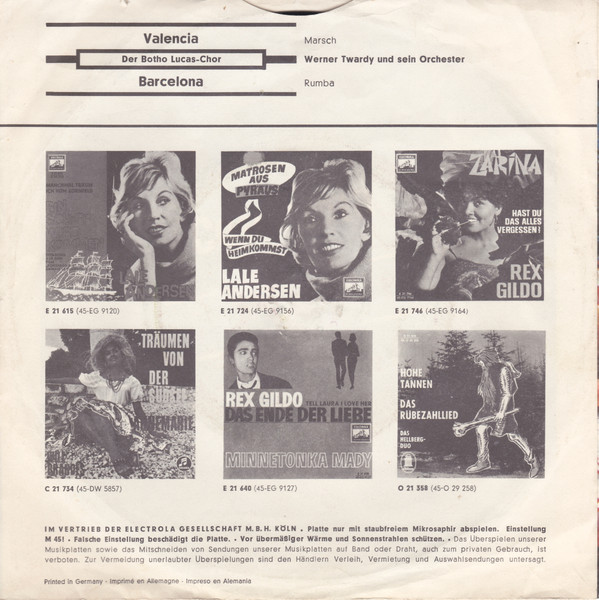 Valencia
Marsch
Der Botho Lucas-Chor
Werner Twardy und sein Orchester
Barcelona
Rumba
LALE
ANDERSEN
E 21 615 (45-EG 9120)
MATROSEN
AUS
PYRÄUS
WENN DU
HEIMKOMMST
LALE
ANDERSEN
E 21 724 (45-EG 9156)
ZARINA
HAST DU
DAS ALLES
VERGESSEN!
REX
GILDO
E 21 746 (45-EG 9164)
TRÄUMEN
VON
DER
C 21 734 (45-DW 5857)
REX GILDO
TELL LAURA I LOVE HER
DAS ENDE DER LIEBE
MINNETONKA MADY
E 21 640 (45-EG 9127)
HOHE
TANNEN
DAS
RÜBEZAHLLIED
DAS
HELLBERG-
DUO
O 21 358 (45-O 29 258)
IM VERTRIEB DER ELECTROLA GESELLSCHAFT M.B.H. KÖLN • Platte nur mit staubfreiem Mikrosaphir abspielen. Einstellung
M 45! • Falsche Einstellung beschädigt die Platte. • Vor übermäßiger Wärme und Sonnenstrahlen schützen. • Das Überspielen unserer
Musikplatten sowie das Mitschneiden von Sendungen unserer Musikplatten auf Band oder Draht, auch zum privaten Gebrauch, ist
verboten. Zur Vermeidung unerlaubter Überspielungen sind den Händlern Verleih, Vermietung und Auswahlsendungen untersagt.
Printed in Germany - Imprimé en Allemagne - Impreso en Alemania